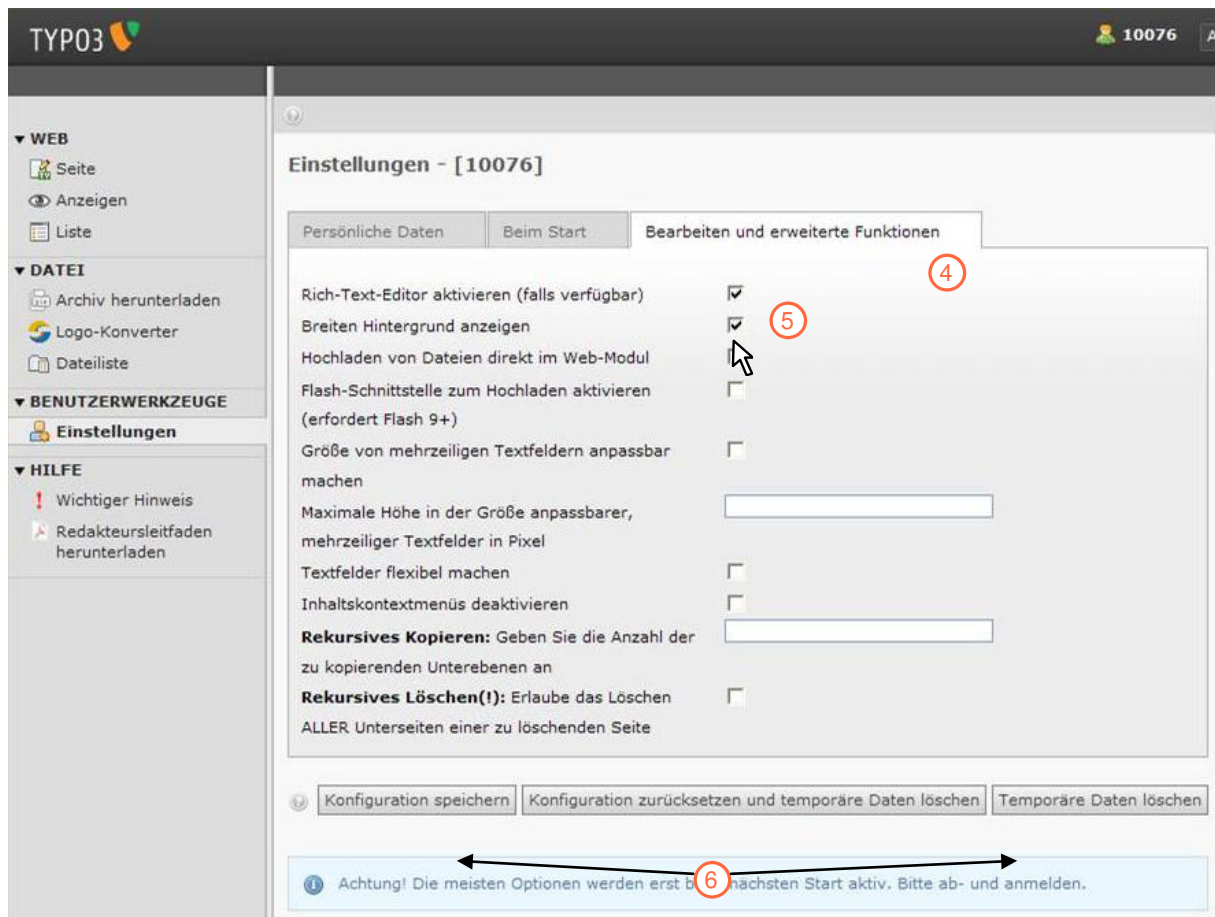 TYPO3
10076
WEB
Seite
Anzeigen
Liste
DATEI
Archiv herunterladen
Logo-Konverter
Dateiliste
BENUTZERWERKZEUGE
Einstellungen
HILFE
Wichtiger Hinweis
Redakteursleitfaden
herunterladen
Einstellungen - [10076]
Persönliche Daten Beim Start Bearbeiten und erweiterte Funktionen
4
Rich-Text-Editor aktivieren (falls verfügbar)
Breiten Hintergrund anzeigen
5
Hochladen von Dateien direkt im Web-Modul
Flash-Schnittstelle zum Hochladen aktivieren
(erfordert Flash 9+)
Größe von mehrzeiligen Textfeldern anpassbar
machen
Maximale Höhe in der Größe anpassbarer,
mehrzeiliger Textfelder in Pixel
Textfelder flexibel machen
Inhaltskontextmenüs deaktivieren
Rekursives Kopieren: Geben Sie die Anzahl der
zu kopierenden Unterebenen an
Rekursives Löschen(!): Erlaube das Löschen
ALLER Unterseiten einer zu löschenden Seite
Konfiguration speichern Konfiguration zurücksetzen und temporäre Daten löschen Temporäre Daten löschen
6
Achtung! Die meisten Optionen werden erst nächsten Start aktiv. Bitte ab- und anmelden.